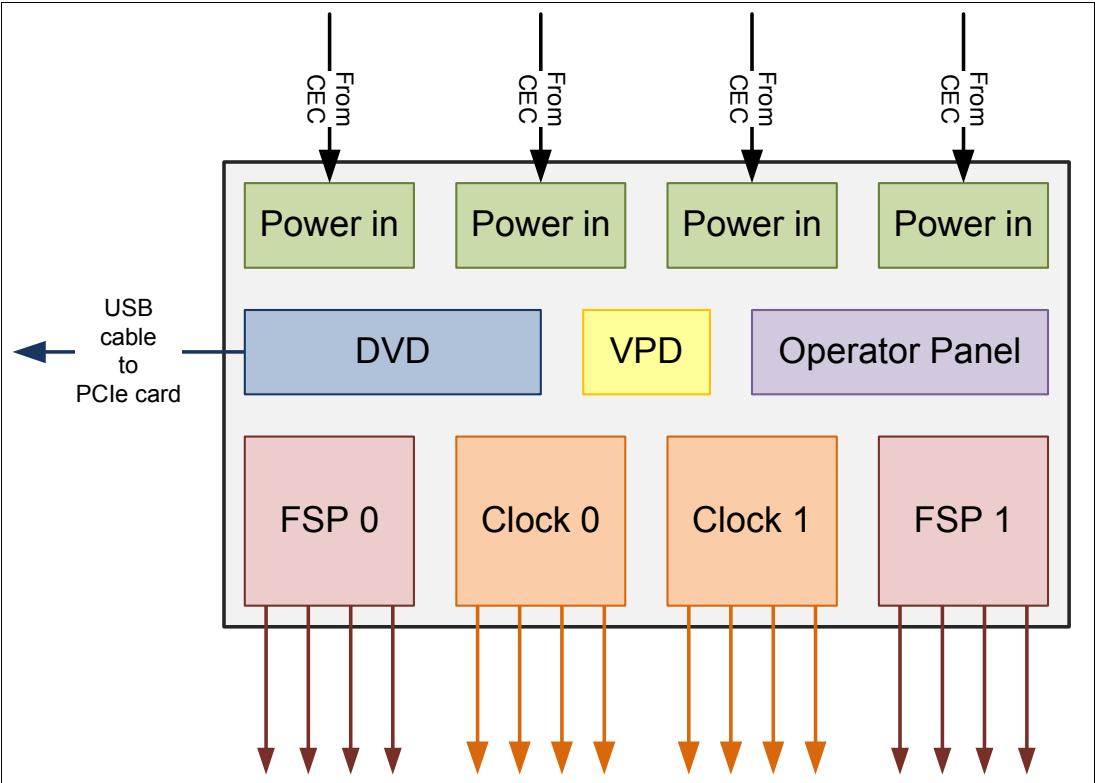 From
CEC
From
CEC
From
CEC
From
CEC
Power in
Power in
Power in
Power in
USB
cable
to
PCIe card
DVD
VPD
Operator Panel
FSP 0
Clock 0
Clock 1
FSP 1